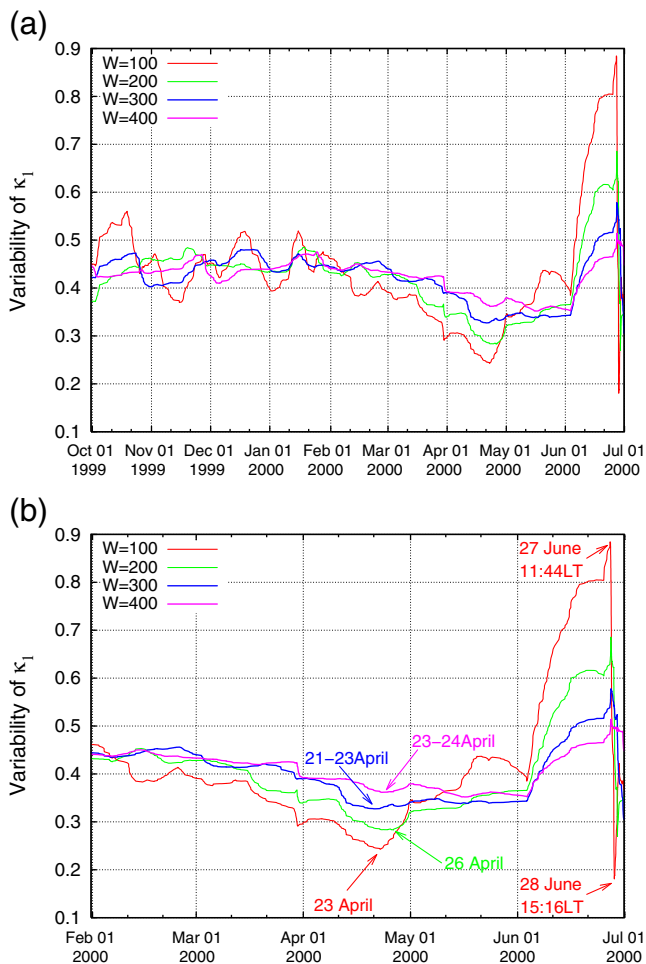 (a)
0.9
0.8
0.7
0.6
0.5
0.4
0.3
0.2
0.1
Variability of κ1
W=100
W=200
W=300
W=400
Oct 01 1999
Nov 01 1999
Dec 01 1999
Jan 01 2000
Feb 01 2000
Mar 01 2000
Apr 01 2000
May 01 2000
Jun 01 2000
Jul 01 2000
(b)
0.9
0.8
0.7
0.6
0.5
0.4
0.3
0.2
0.1
Variability of κ1
W=100
W=200
W=300
W=400
27 June
11:44LT
23−24April
21−23April
26 April
23 April
28 June
15:16LT
Feb 01 2000
Mar 01 2000
Apr 01 2000
May 01 2000
Jun 01 2000
Jul 01 2000